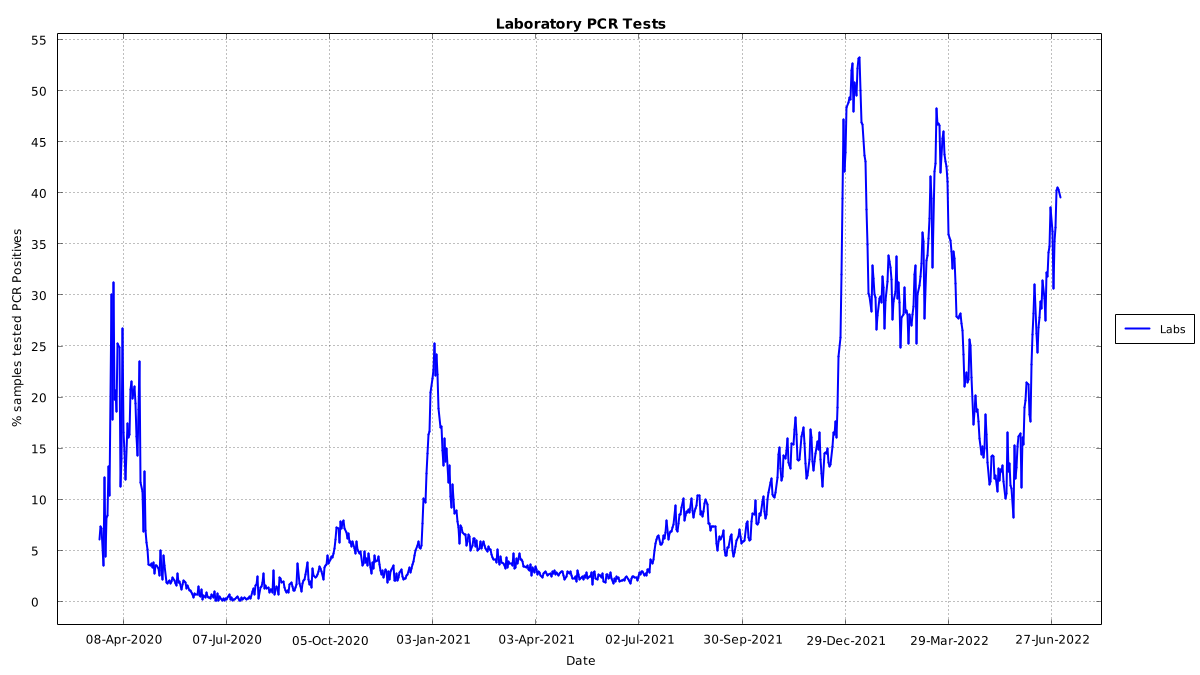 Laboratory PCR Tests
% samples tested PCR Positives
55
50
45
40
35
30
25
20
15
10
5
0
08-Apr-2020 07-Jul-2020 05-Oct-2020 03-Jan-2021 03-Apr-2021 02-Jul-2021 30-Sep-2021 29-Dec-2021 29-Mar-2022 27-Jun-2022
Date
Labs